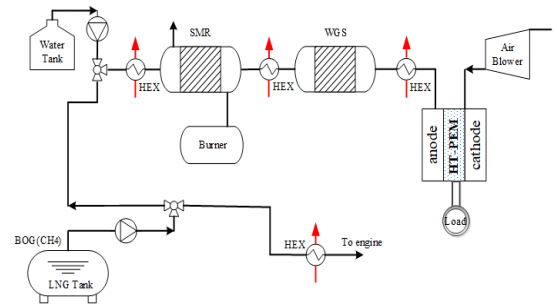 SMR
WGS
Water
Tank
Air
Blower
HEX
HEX
HEX
Burner
anode
HT-PEM
cathode
Load
BOG(CH4)
HEX
To engine
LNG Tank